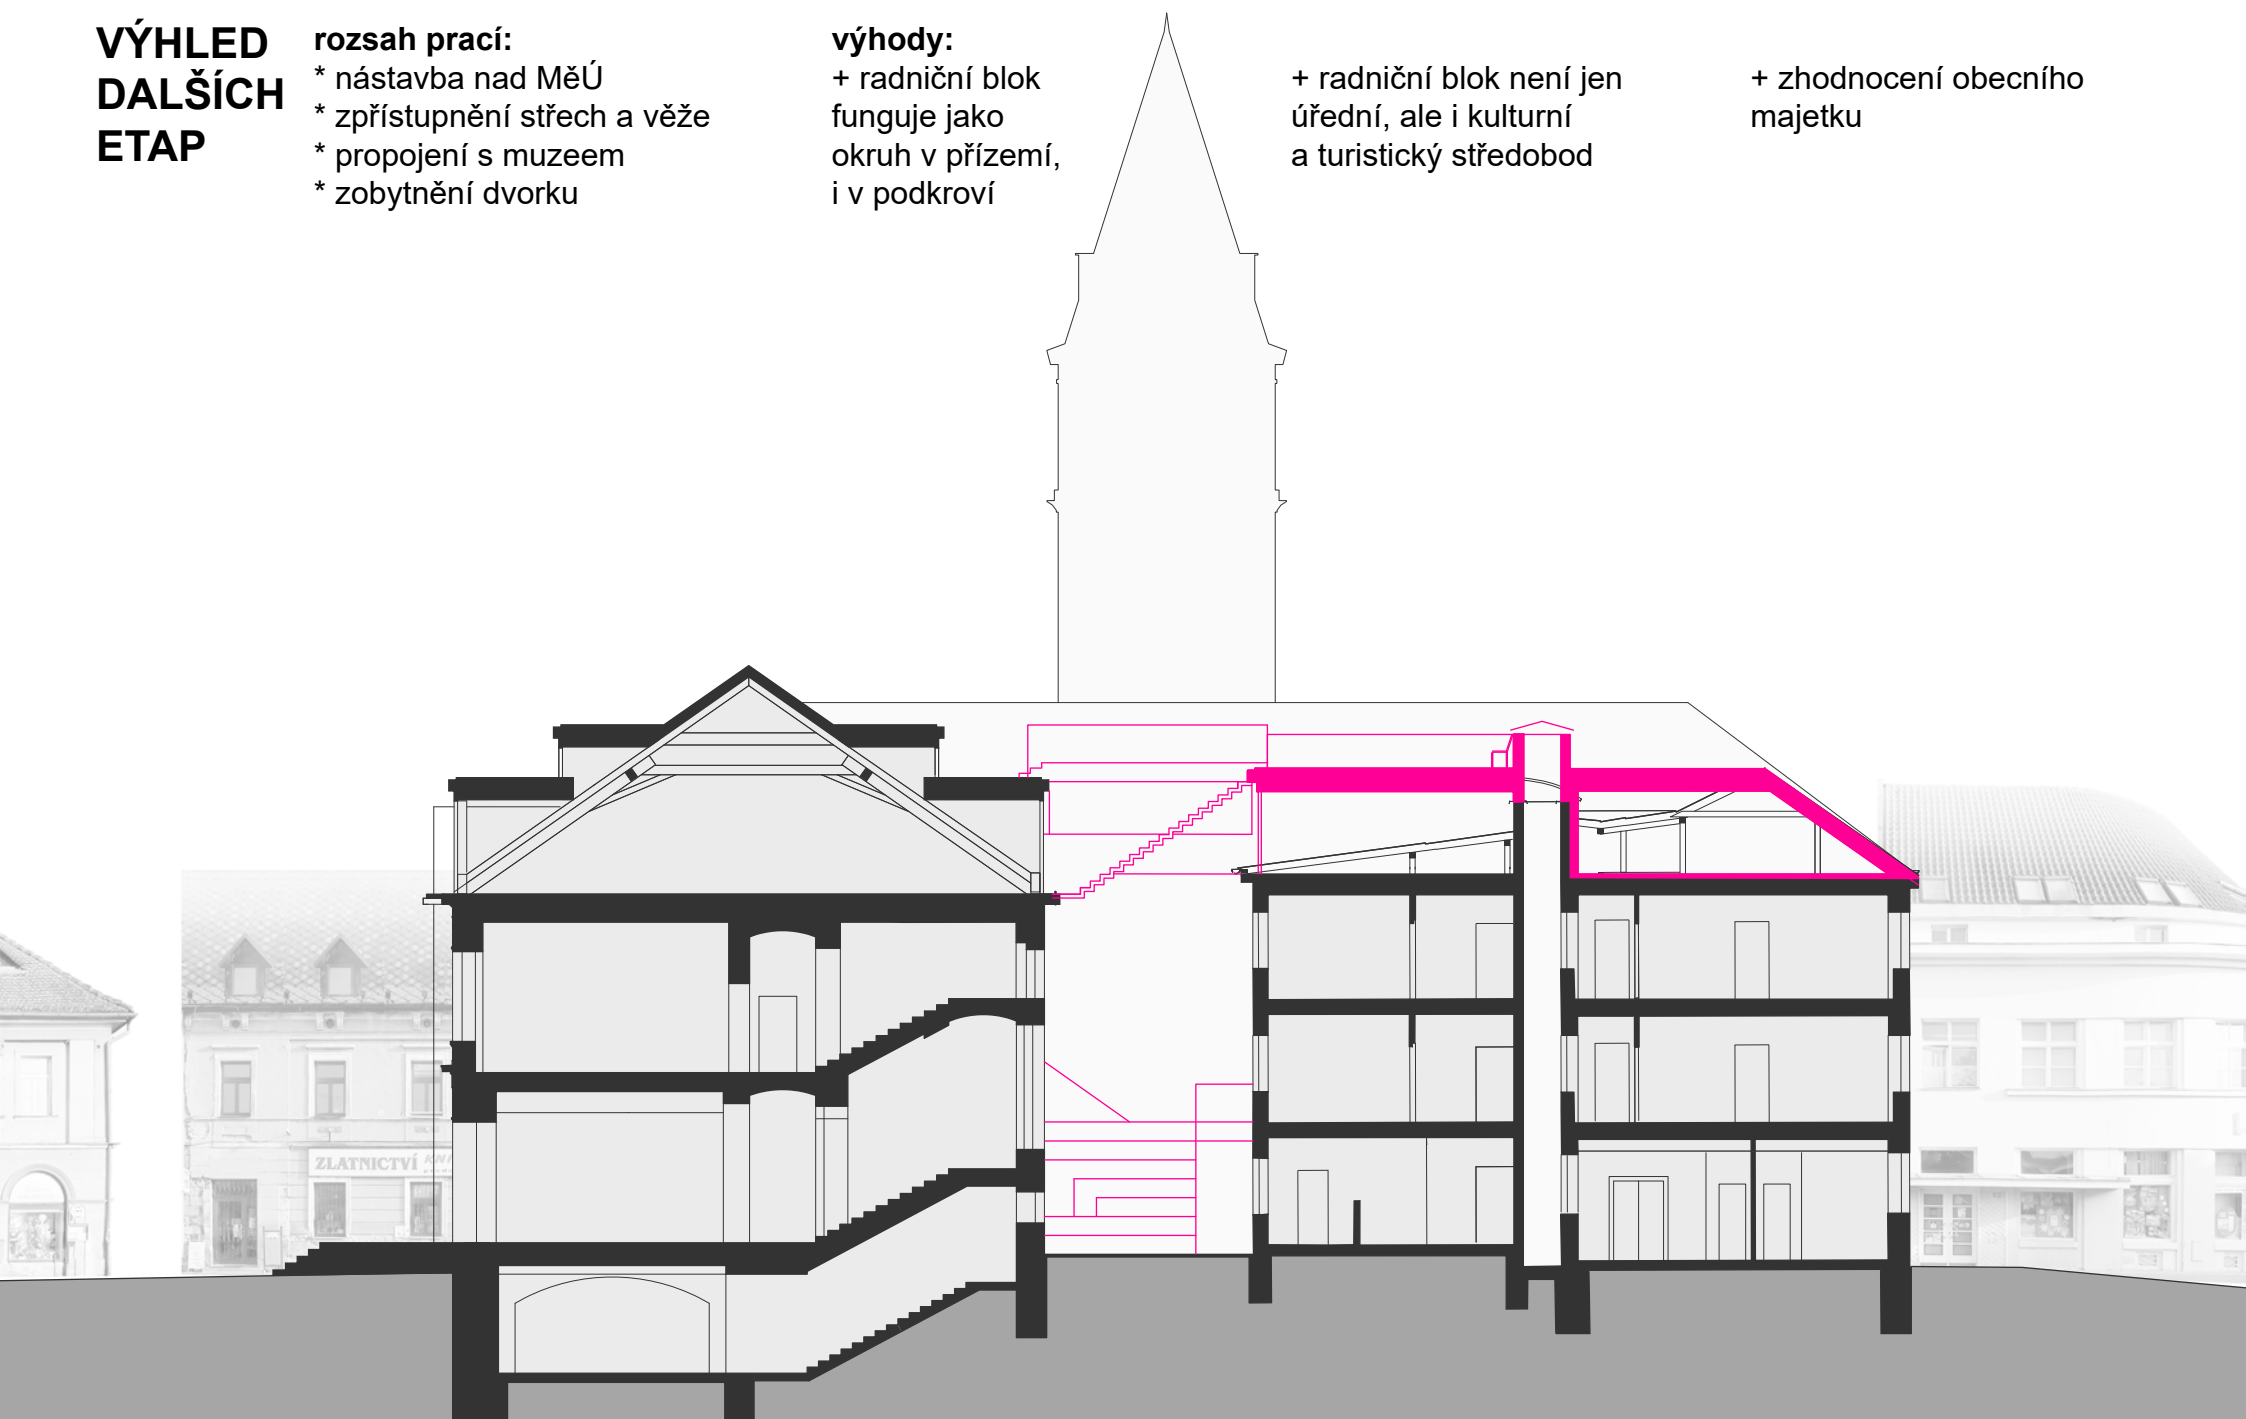 VÝHLED
DALŠÍCH
ETAP
rozsah prací:
* nástavba nad MěÚ
* zpřístupnění střech a věže
* propojení s muzeem
* zobytnění dvorku
výhody:
+ radniční blok
funguje jako
okruh v přízemí,
i v podkroví
+ radniční blok není jen
úřední, ale i kulturní
a turistický středobod
+ zhodnocení obecního
majetku
ZLATNICTVÍ